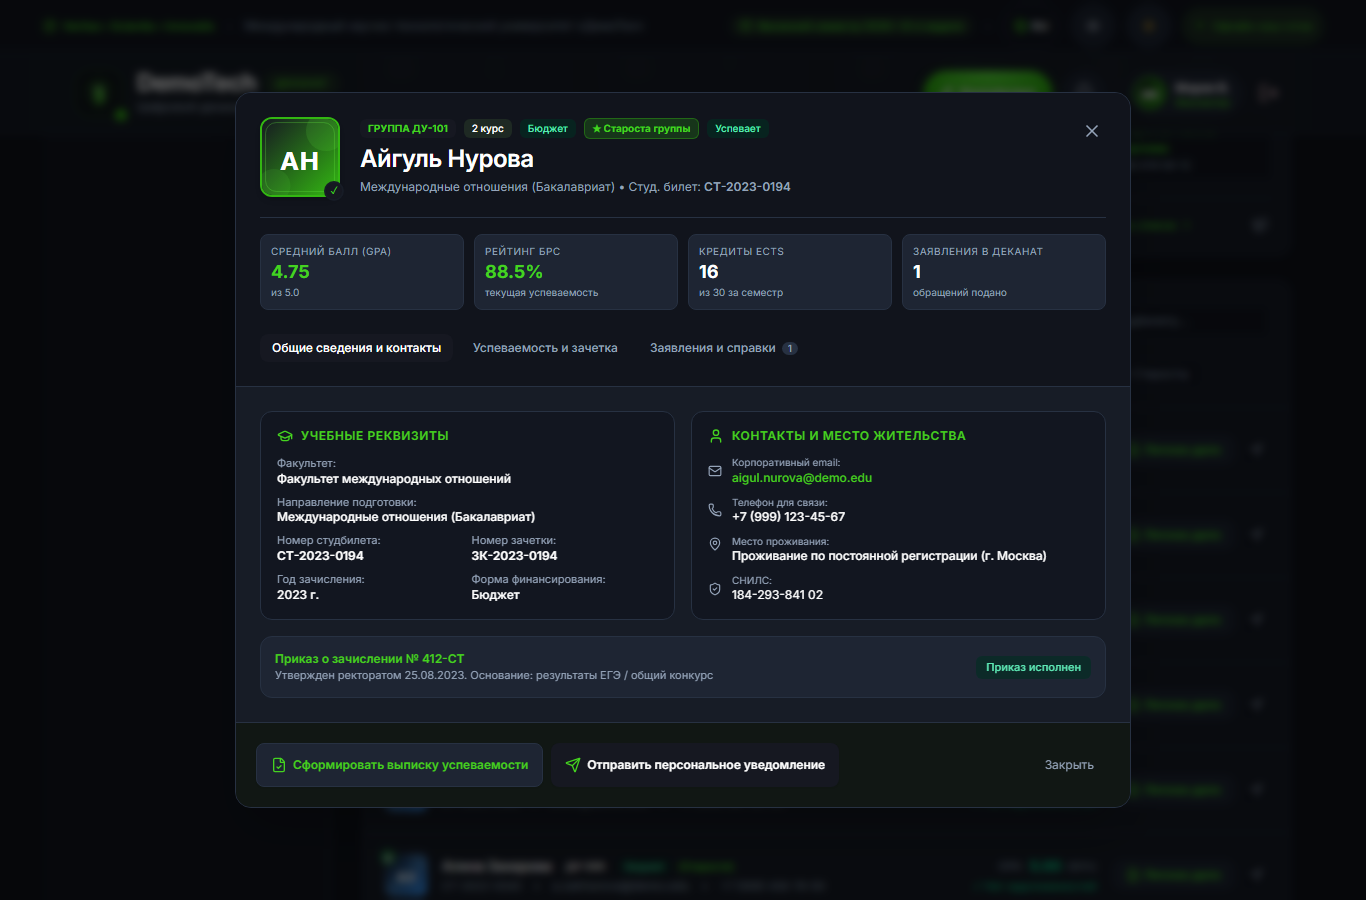 DemoTech
ГРУППА ДУ-101 2 курс Бюджет ★ Староста группы Успевает
АН
Айгуль Нурова
✓
Международные отношения (Бакалавриат) • Студ. билет: СТ-2023-0194
СРЕДНИЙ БАЛЛ (GPA)
4.75
из 5.0
РЕЙТИНГ БРС
88.5%
текущая успеваемость
КРЕДИТЫ ECTS
16
из 30 за семестр
ЗАЯВЛЕНИЯ В ДЕКАНАТ
1
обращений подано
Общие сведения и контакты Успеваемость и зачетка Заявления и справки 1
УЧЕБНЫЕ РЕКВИЗИТЫ
Факультет:
Факультет международных отношений
Направление подготовки:
Международные отношения (Бакалавриат)
Номер студбилета: Номер зачетки:
СТ-2023-0194 ЗК-2023-0194
Год зачисления: Форма финансирования:
2023 г. Бюджет
КОНТАКТЫ И МЕСТО ЖИТЕЛЬСТВА
Корпоративный email:
aigul.nurova@demo.edu
Телефон для связи:
+7 (999) 123-45-67
Место проживания:
Проживание по постоянной регистрации (г. Москва)
СНИЛС:
184-293-841 02
Приказ о зачислении № 412-СТ
Утвержден ректоратом 25.08.2023. Основание: результаты ЕГЭ / общий конкурс
Приказ исполнен
Сформировать выписку успеваемости Отправить персональное уведомление Закрыть